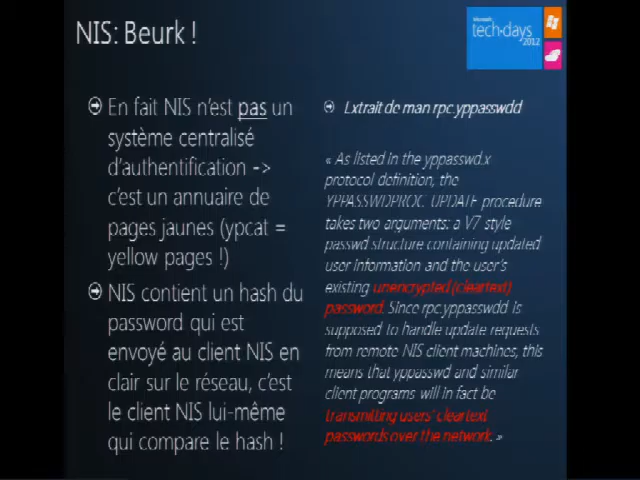 NIS: Beurk !
Microsoft
tech·days
2012
En fait NIS n'est pas un
système centralisé
d'authentification ->
c'est un annuaire de
pages jaunes (ypcat =
yellow pages !)
NIS contient un hash du
password qui est
envoyé au client NIS en
clair sur le réseau, c'est
le client NIS lui-même
qui compare le hash !
Extrait de man rpc.yppasswdd
« As listed in the yppasswd.x
protocol definition, the
YPPASSWDPROC_UPDATE procedure
takes two arguments: a V7 style
passwd structure containing updated
user information and the user's
existing unencrypted (cleartext)
password. Since rpc.yppasswdd is
supposed to handle update requests
from remote NIS client machines, this
means that yppasswd and similar
client programs will in fact be
transmitting users' cleartext
passwords over the network. »